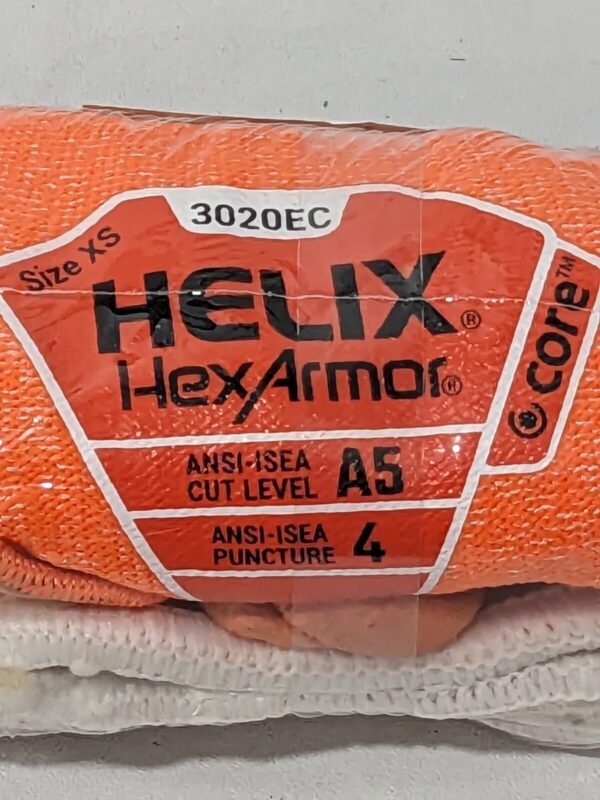 3020EC
Size XS
HELIX®
HexArmor®
core™
ANSI-ISEA
CUT LEVEL A5
ANSI-ISEA
PUNCTURE 4